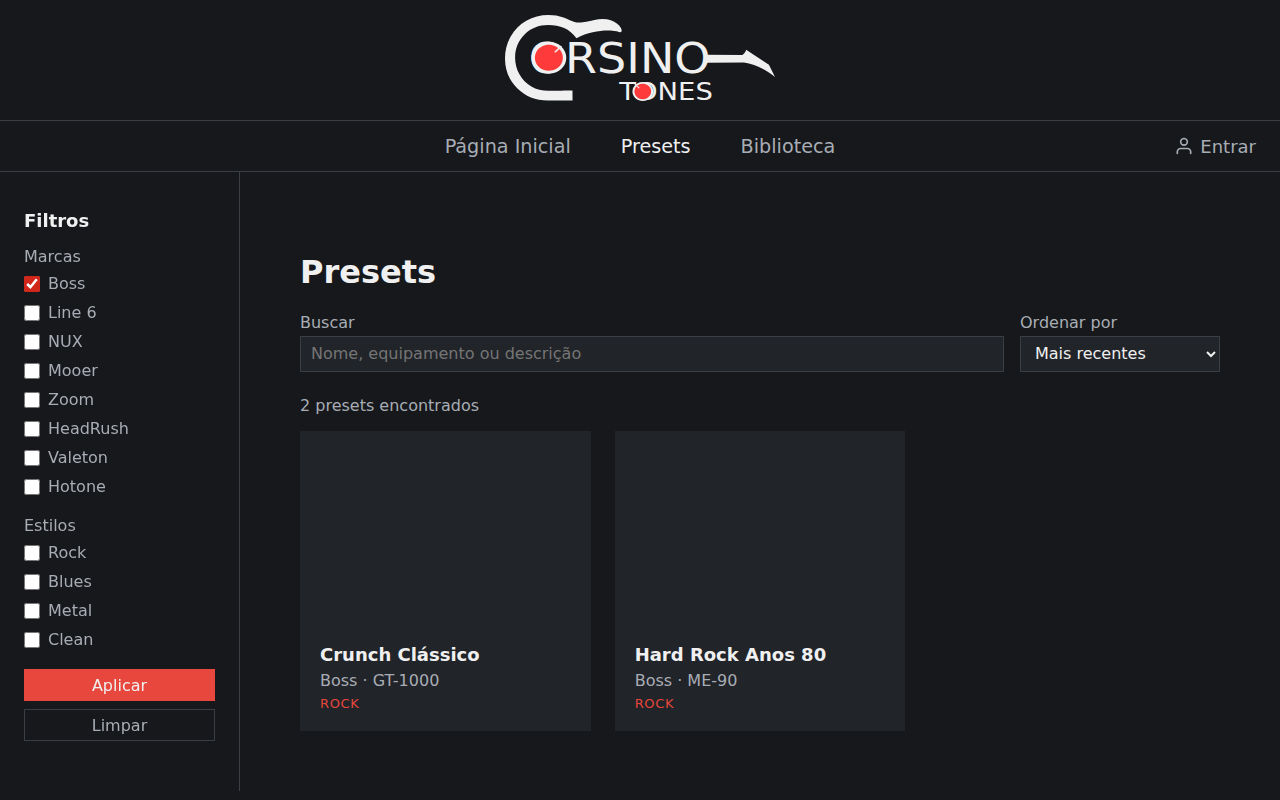 CORSINO
TONES
Página Inicial
Presets
Biblioteca
Entrar
Filtros
Marcas
Boss
Line 6
NUX
Mooer
Zoom
HeadRush
Valeton
Hotone
Estilos
Rock
Blues
Metal
Clean
Aplicar
Limpar
Presets
Buscar
Nome, equipamento ou descrição
Ordenar por
Mais recentes
2 presets encontrados
Crunch Clássico
Boss · GT-1000
ROCK
Hard Rock Anos 80
Boss · ME-90
ROCK